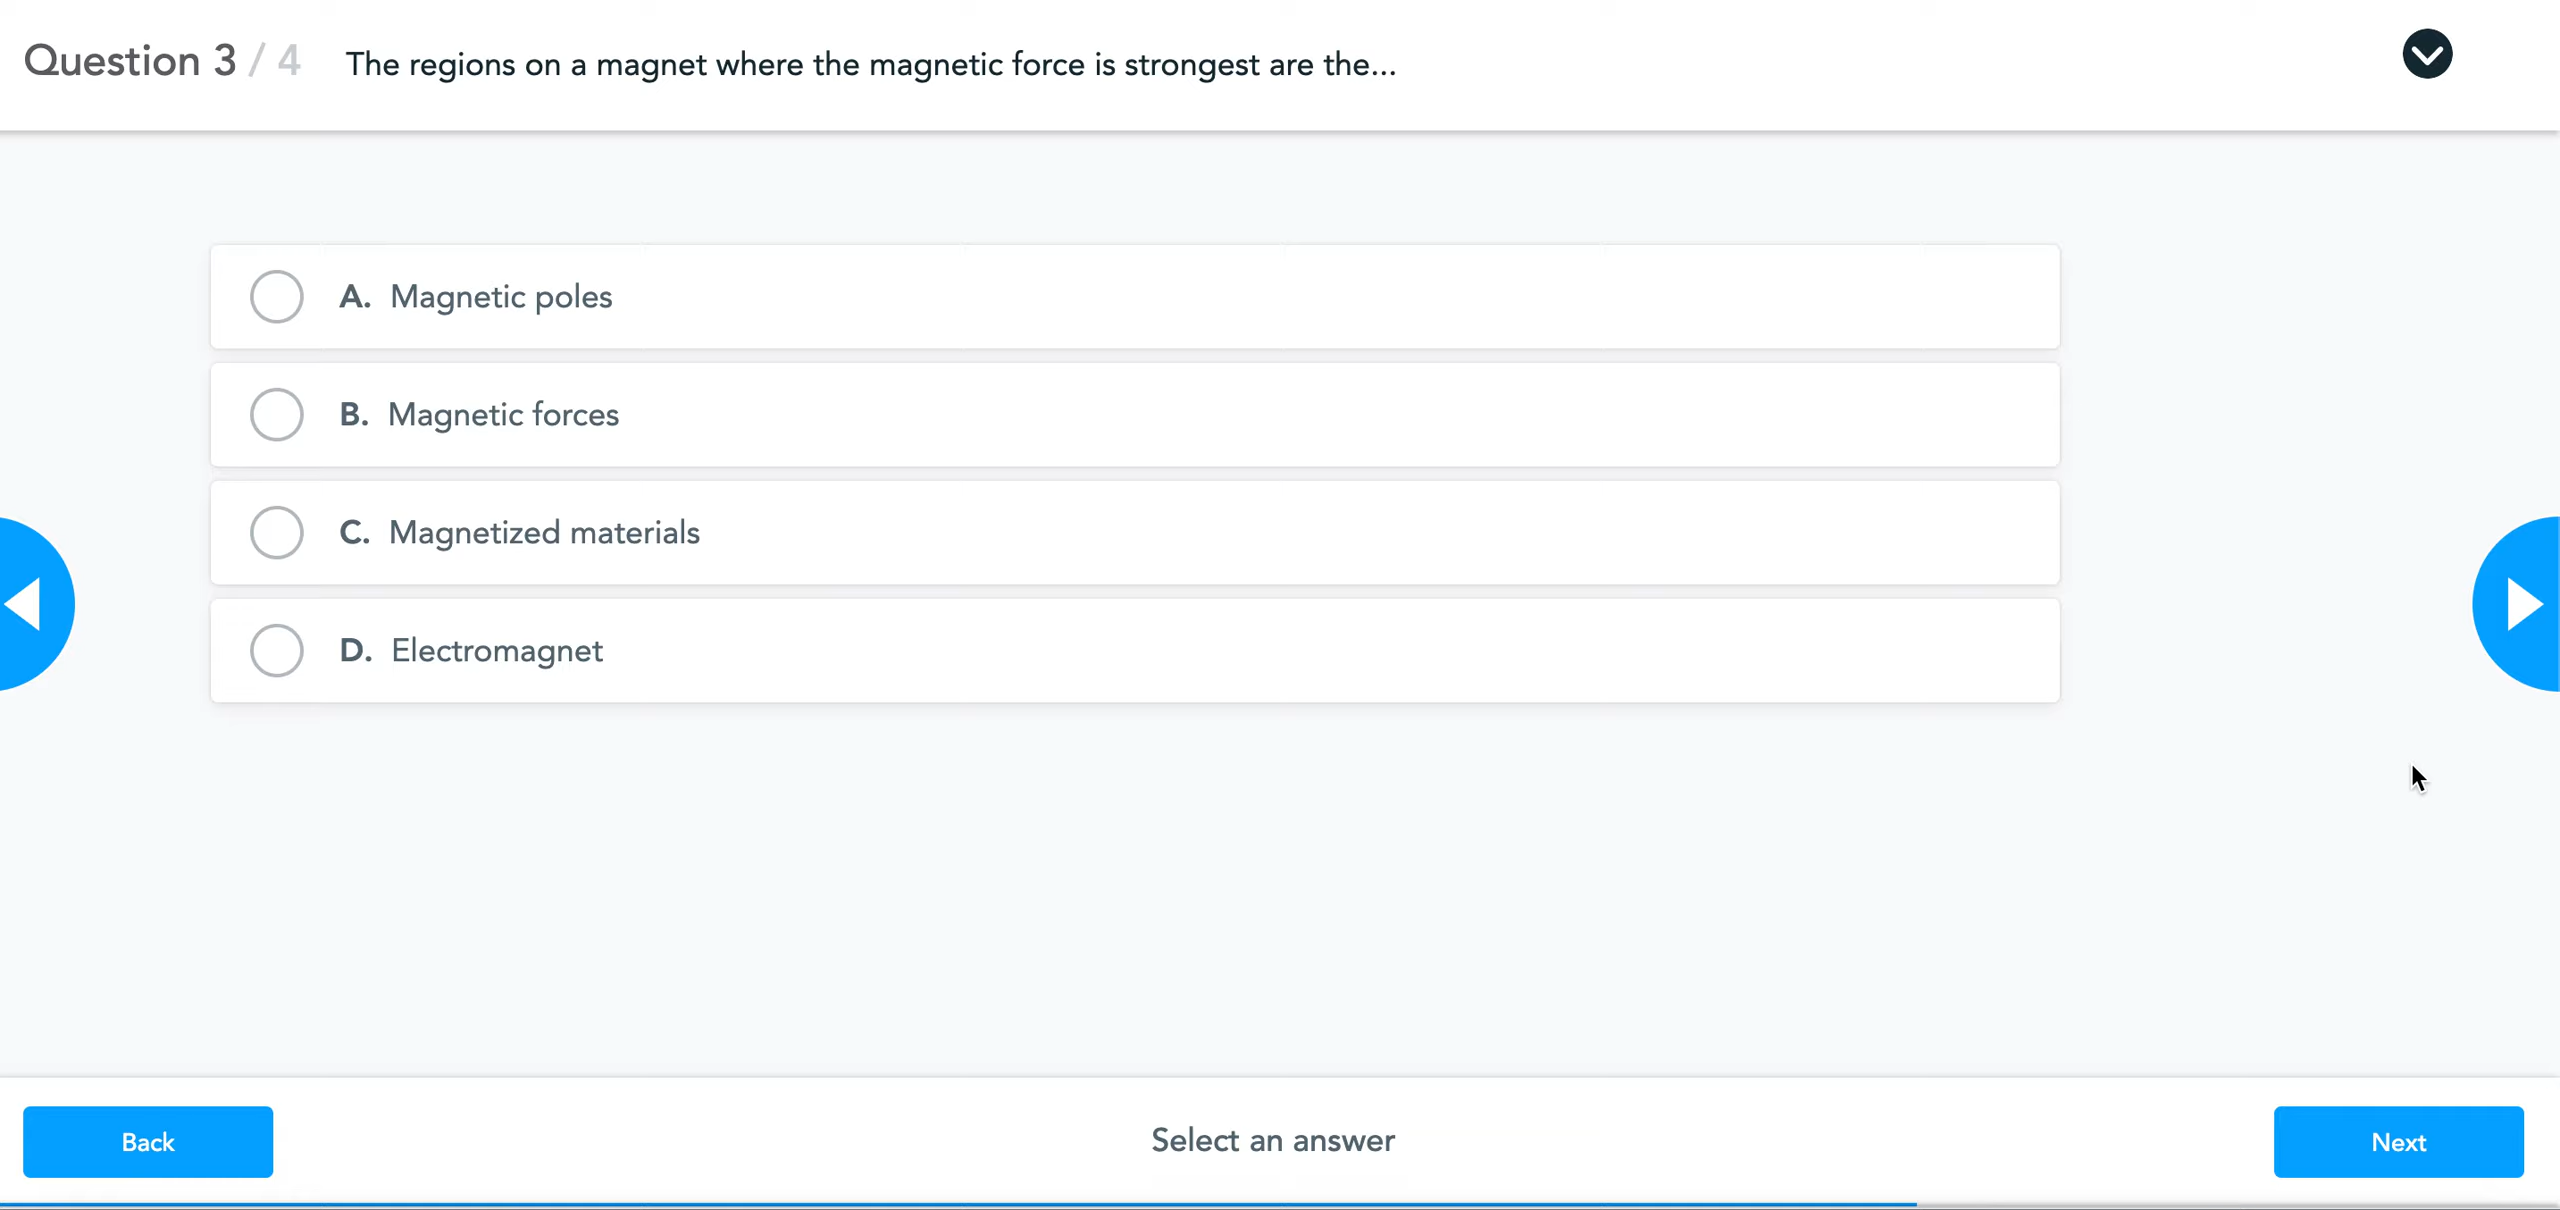 Question 3 / 4
The regions on a magnet where the magnetic force is strongest are the...
A. Magnetic poles
B. Magnetic forces
C. Magnetized materials
D. Electromagnet
Back
Select an answer
Next